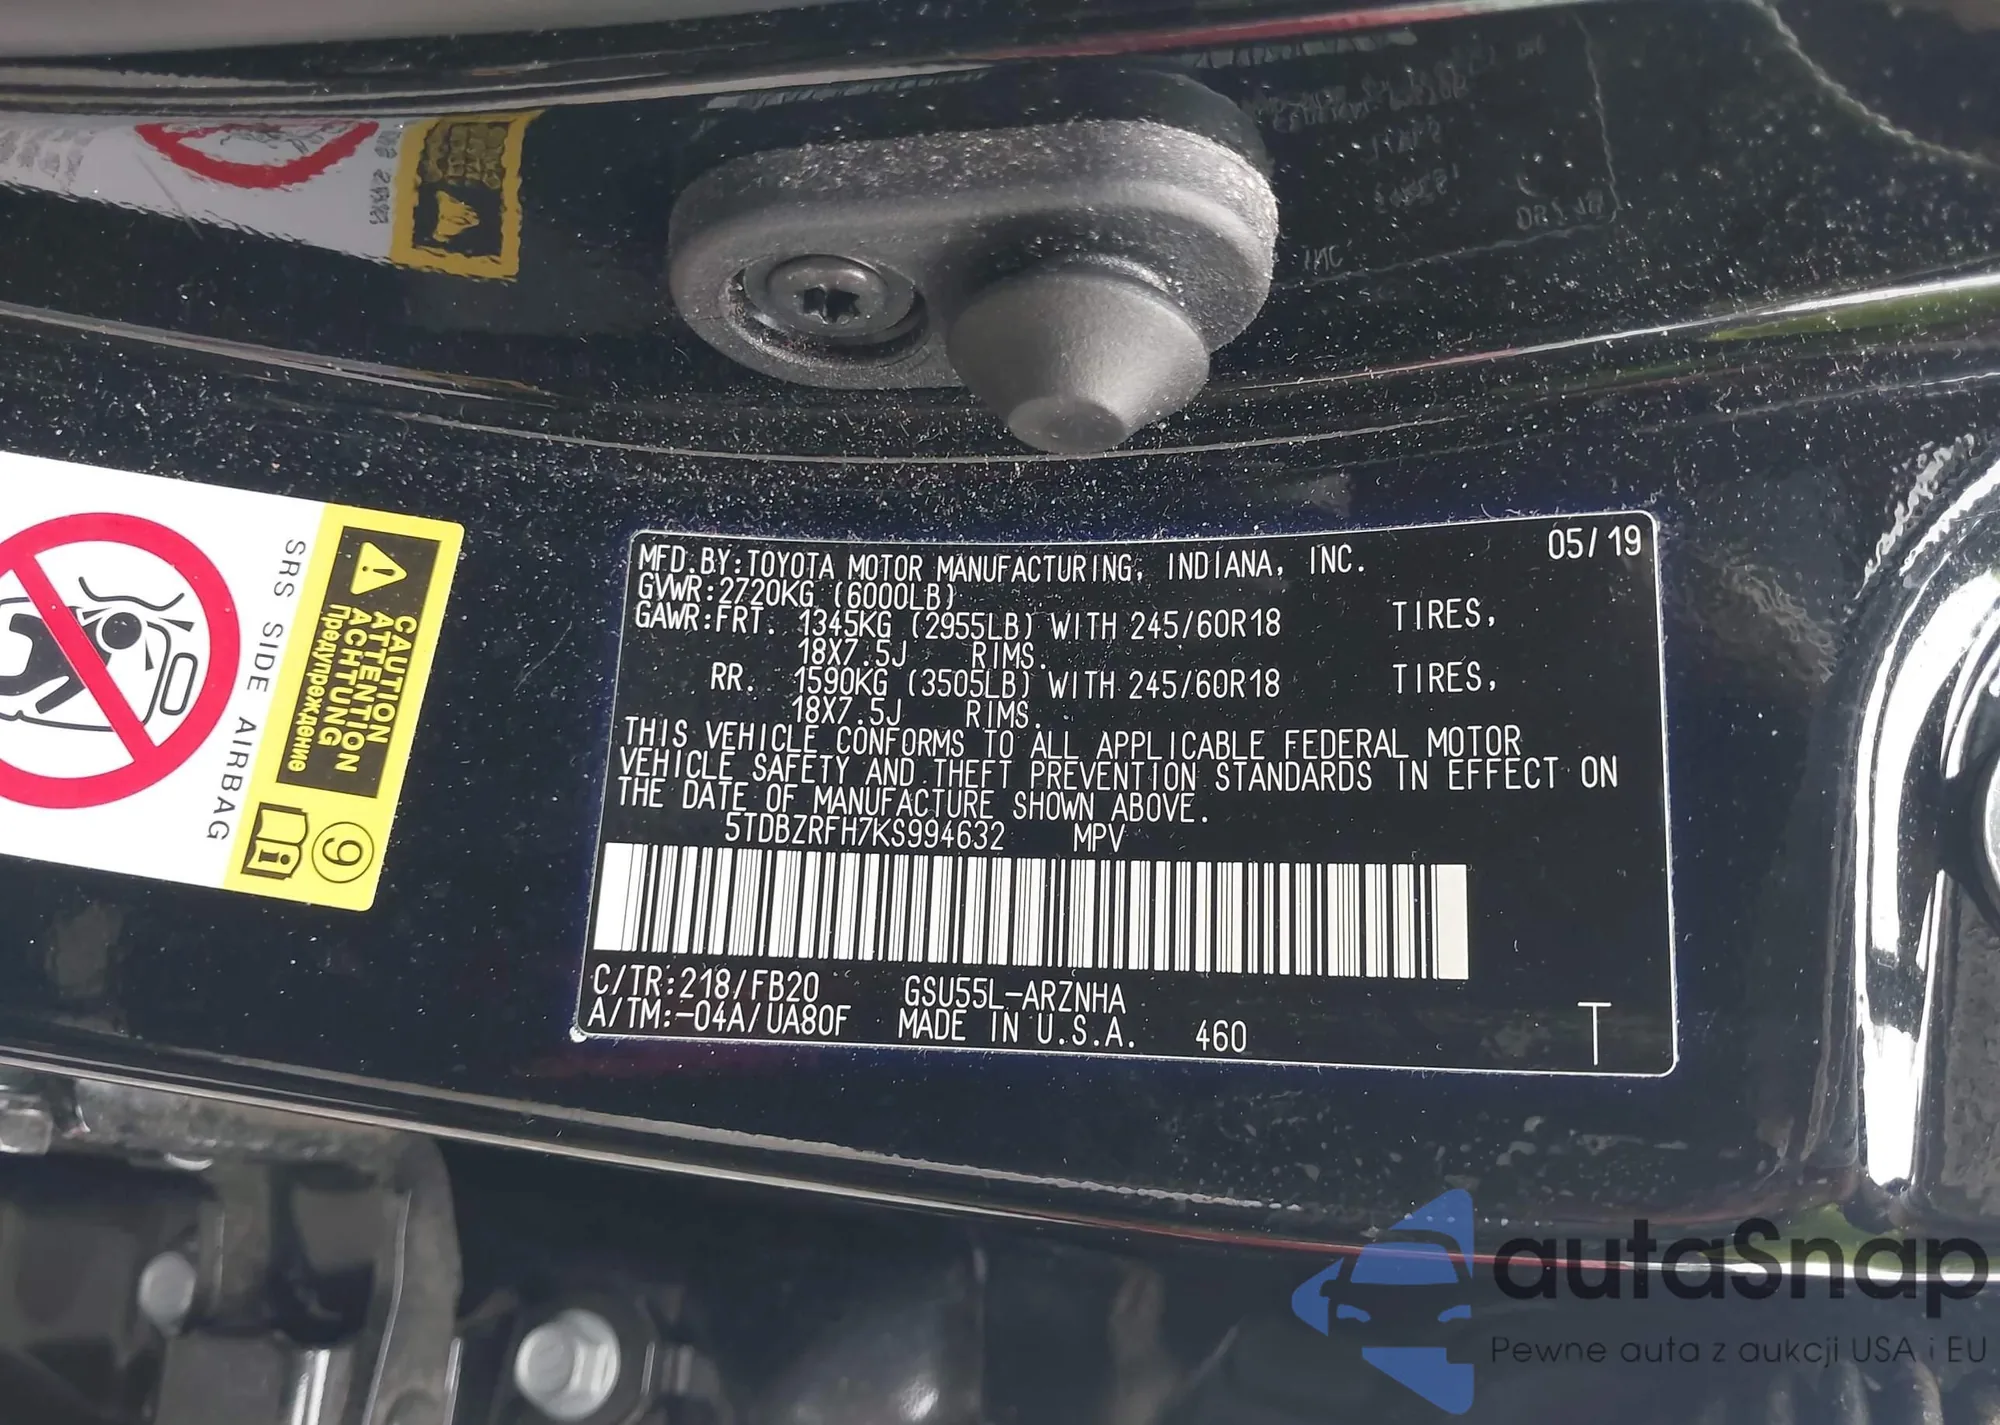 SRS SIDE AIRBAG
CAUTION
ATTENTION
ACHTUNG
Предупреждение
9
MFD.BY:TOYOTA MOTOR MANUFACTURING, INDIANA, INC. 05/19
GVWR:2720KG (6000LB)
GAWR:FRT. 1345KG (2955LB) WITH 245/60R18 TIRES,
18X7.5J RIMS.
RR. 1590KG (3505LB) WITH 245/60R18 TIRES,
18X7.5J RIMS.
THIS VEHICLE CONFORMS TO ALL APPLICABLE FEDERAL MOTOR
VEHICLE SAFETY AND THEFT PREVENTION STANDARDS IN EFFECT ON
THE DATE OF MANUFACTURE SHOWN ABOVE.
5TDBZRFH7KS994632 MPV
C/TR:218/FB20 GSU55L-ARZNHA
A/TM:-04A/UA80F MADE IN U.S.A. 460 T
autaSnap
Pewne auta z aukcji USA i EU